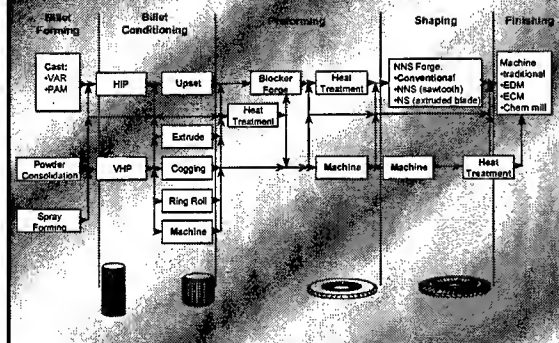 Billet
Forming
Billet
Conditioning
Preforming
Shaping
Finishing
Cast:
•VAR
•PAM
HIP
Upset
Blocker
Forge
Heat
Treatment
NNS Forge.
•Conventional
•NNS (sawtooth)
•NS (extruded blade)
Machine
•traditional
•EDM
•ECM
•Chem mill
Heat
Treatment
Extrude
Powder
Consolidation
VHP
Cogging
Machine
Machine
Heat
Treatment
Ring Roll
Spray
Forming
Machine